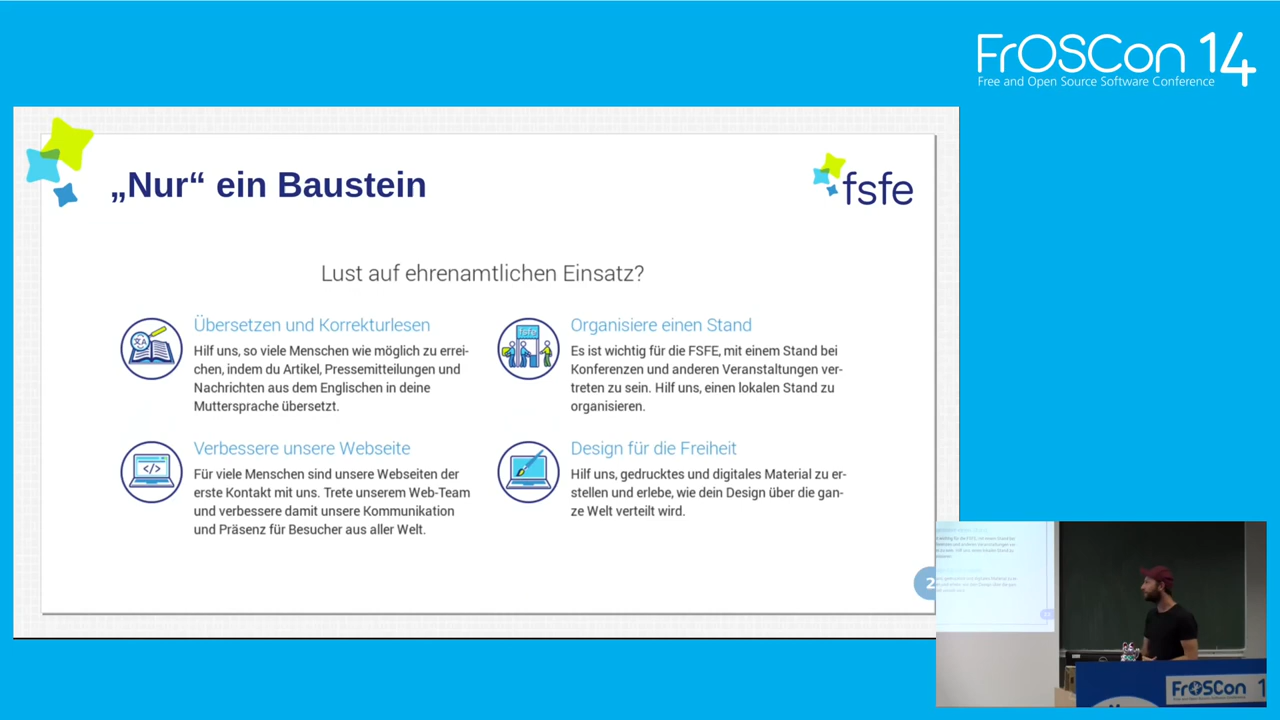 FrOSCon 14
Free and Open Source Software Conference
„Nur“ ein Baustein
fsfe
Lust auf ehrenamtlichen Einsatz?
Übersetzen und Korrekturlesen
Hilf uns, so viele Menschen wie möglich zu errei-
chen, indem du Artikel, Pressemitteilungen und
Nachrichten aus dem Englischen in deine
Muttersprache übersetzt.
Organisiere einen Stand
Es ist wichtig für die FSFE, mit einem Stand bei
Konferenzen und anderen Veranstaltungen ver-
treten zu sein. Hilf uns, einen lokalen Stand zu
organisieren.
Verbessere unsere Webseite
Für viele Menschen sind unsere Webseiten der
erste Kontakt mit uns. Trete unserem Web-Team
und verbessere damit unsere Kommunikation
und Präsenz für Besucher aus aller Welt.
Design für die Freiheit
Hilf uns, gedrucktes und digitales Material zu er-
stellen und erlebe, wie dein Design über die gan-
ze Welt verteilt wird.
2
FrOSCon 1